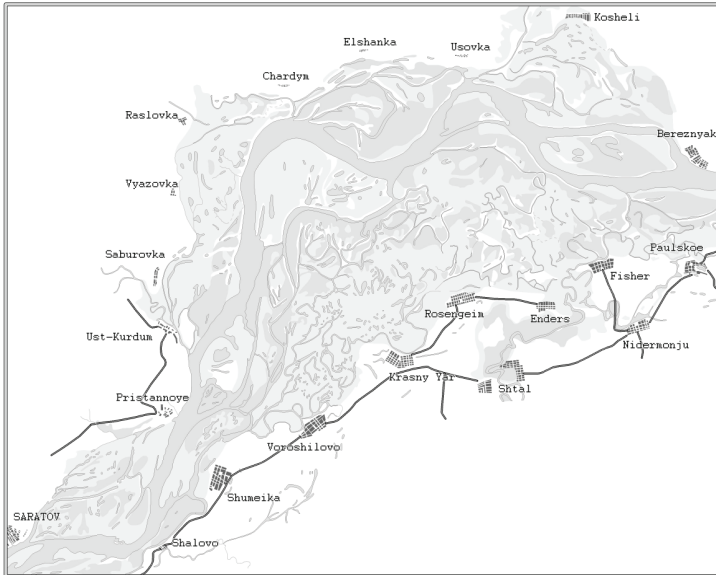 Kosheli
Elshanka
Usovka
Chardym
Raslovka
Bereznyak
Vyazovka
Saburovka
Paulskoe
Fisher
Rosengeim
Enders
Ust-Kurdum
Nidermonju
Krasny Yar
Shtal
Pristannoye
Voroshilovo
Shumeika
SARATOV
Shalovo